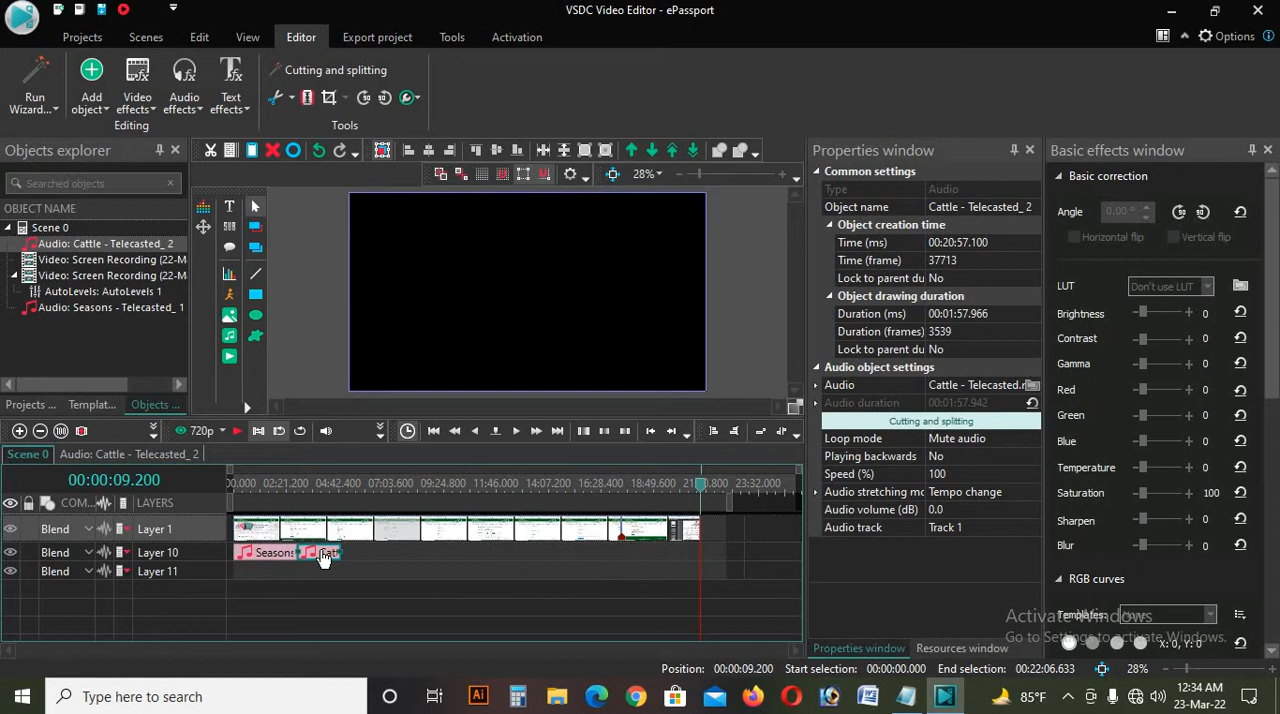 VSDC Video Editor - ePassport
Projects Scenes Edit View Editor Export project Tools Activation Options
Run Wizard... Add object Video effects Audio effects Text effects
Editing
Cutting and splitting
Tools
Objects explorer
Searched objects
OBJECT NAME
Scene 0
Audio: Cattle - Telecasted_ 2
Video: Screen Recording (22-M
Video: Screen Recording (22-M
AutoLevels: AutoLevels 1
Audio: Seasons - Telecasted_ 1
Projects ... Templat... Objects ...
28%
Properties window
Common settings
Type Audio
Object name Cattle - Telecasted_ 2
Object creation time
Time (ms) 00:20:57.100
Time (frame) 37713
Lock to parent du No
Object drawing duration
Duration (ms) 00:01:57.966
Duration (frames) 3539
Lock to parent du No
Audio object settings
Audio Cattle - Telecasted.r
Audio duration 00:01:57.942
Cutting and splitting
Loop mode Mute audio
Playing backwards No
Speed (%) 100
Audio stretching mo Tempo change
Audio volume (dB) 0.0
Audio track Track 1
Properties window Resources window
Basic effects window
Basic correction
Angle 0.00 °
Horizontal flip Vertical flip
LUT Don't use LUT
Brightness 0
Contrast 0
Gamma 0
Red 0
Green 0
Blue 0
Temperature 0
Saturation 100
Sharpen 0
Blur 0
RGB curves
Templates:
X: 0, Y: 0
Activate Windows
Go to Settings to activate Windows.
720p
Scene 0 Audio: Cattle - Telecasted_ 2
00:00:09.200
0.000 02:21.200 04:42.400 07:03.600 09:24.800 11:46.000 14:07.200 16:28.400 18:49.600 21:10.800 23:32.000
COM... LAYERS
Blend Layer 1
Blend Layer 10 Seasons
Blend Layer 11
Position: 00:00:09.200 Start selection: 00:00:00.000 End selection: 00:22:06.633 28%
Type here to search
85°F
12:34 AM
23-Mar-22